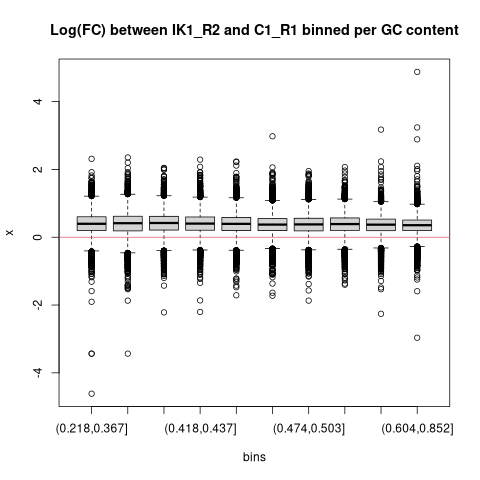 Log(FC) between IK1_R2 and C1_R1 binned per GC content
x
4
2
0
-2
-4
(0.218,0.367] (0.418,0.437] (0.474,0.503] (0.604,0.852]
bins